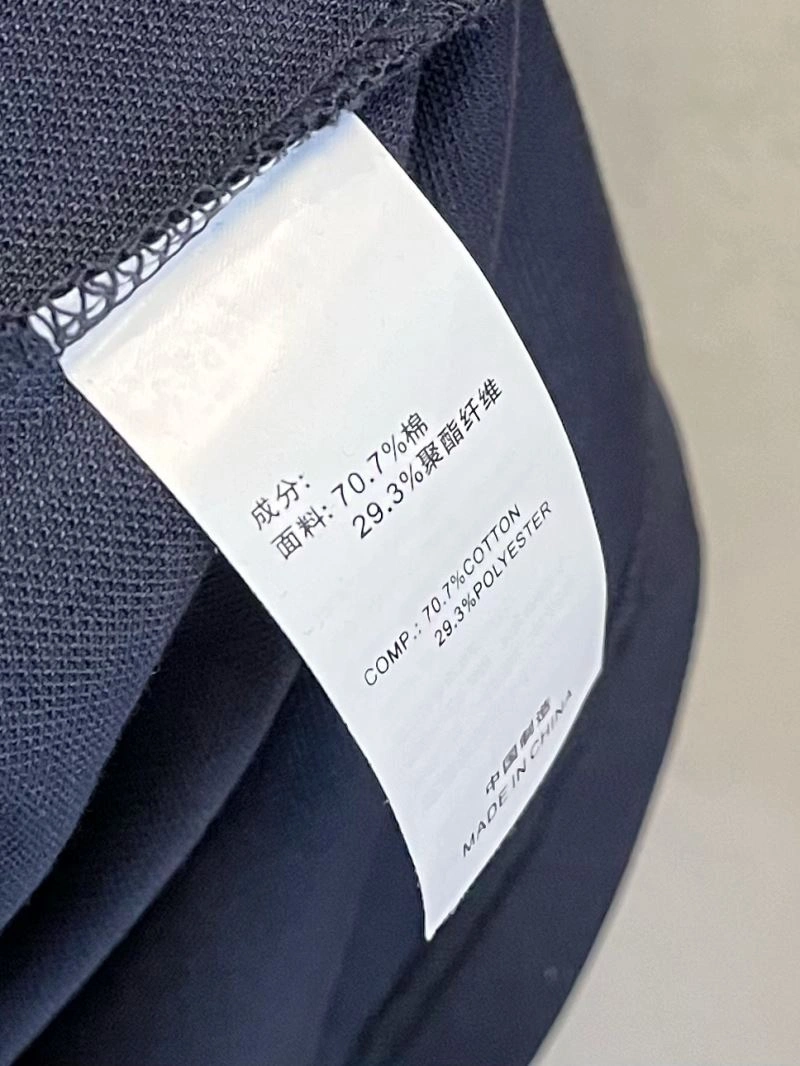 成分:
面料: 70.7%棉
29.3%聚酯纤维
COMP.: 70.7%COTTON
29.3%POLYESTER
中国制造
MADE IN CHINA